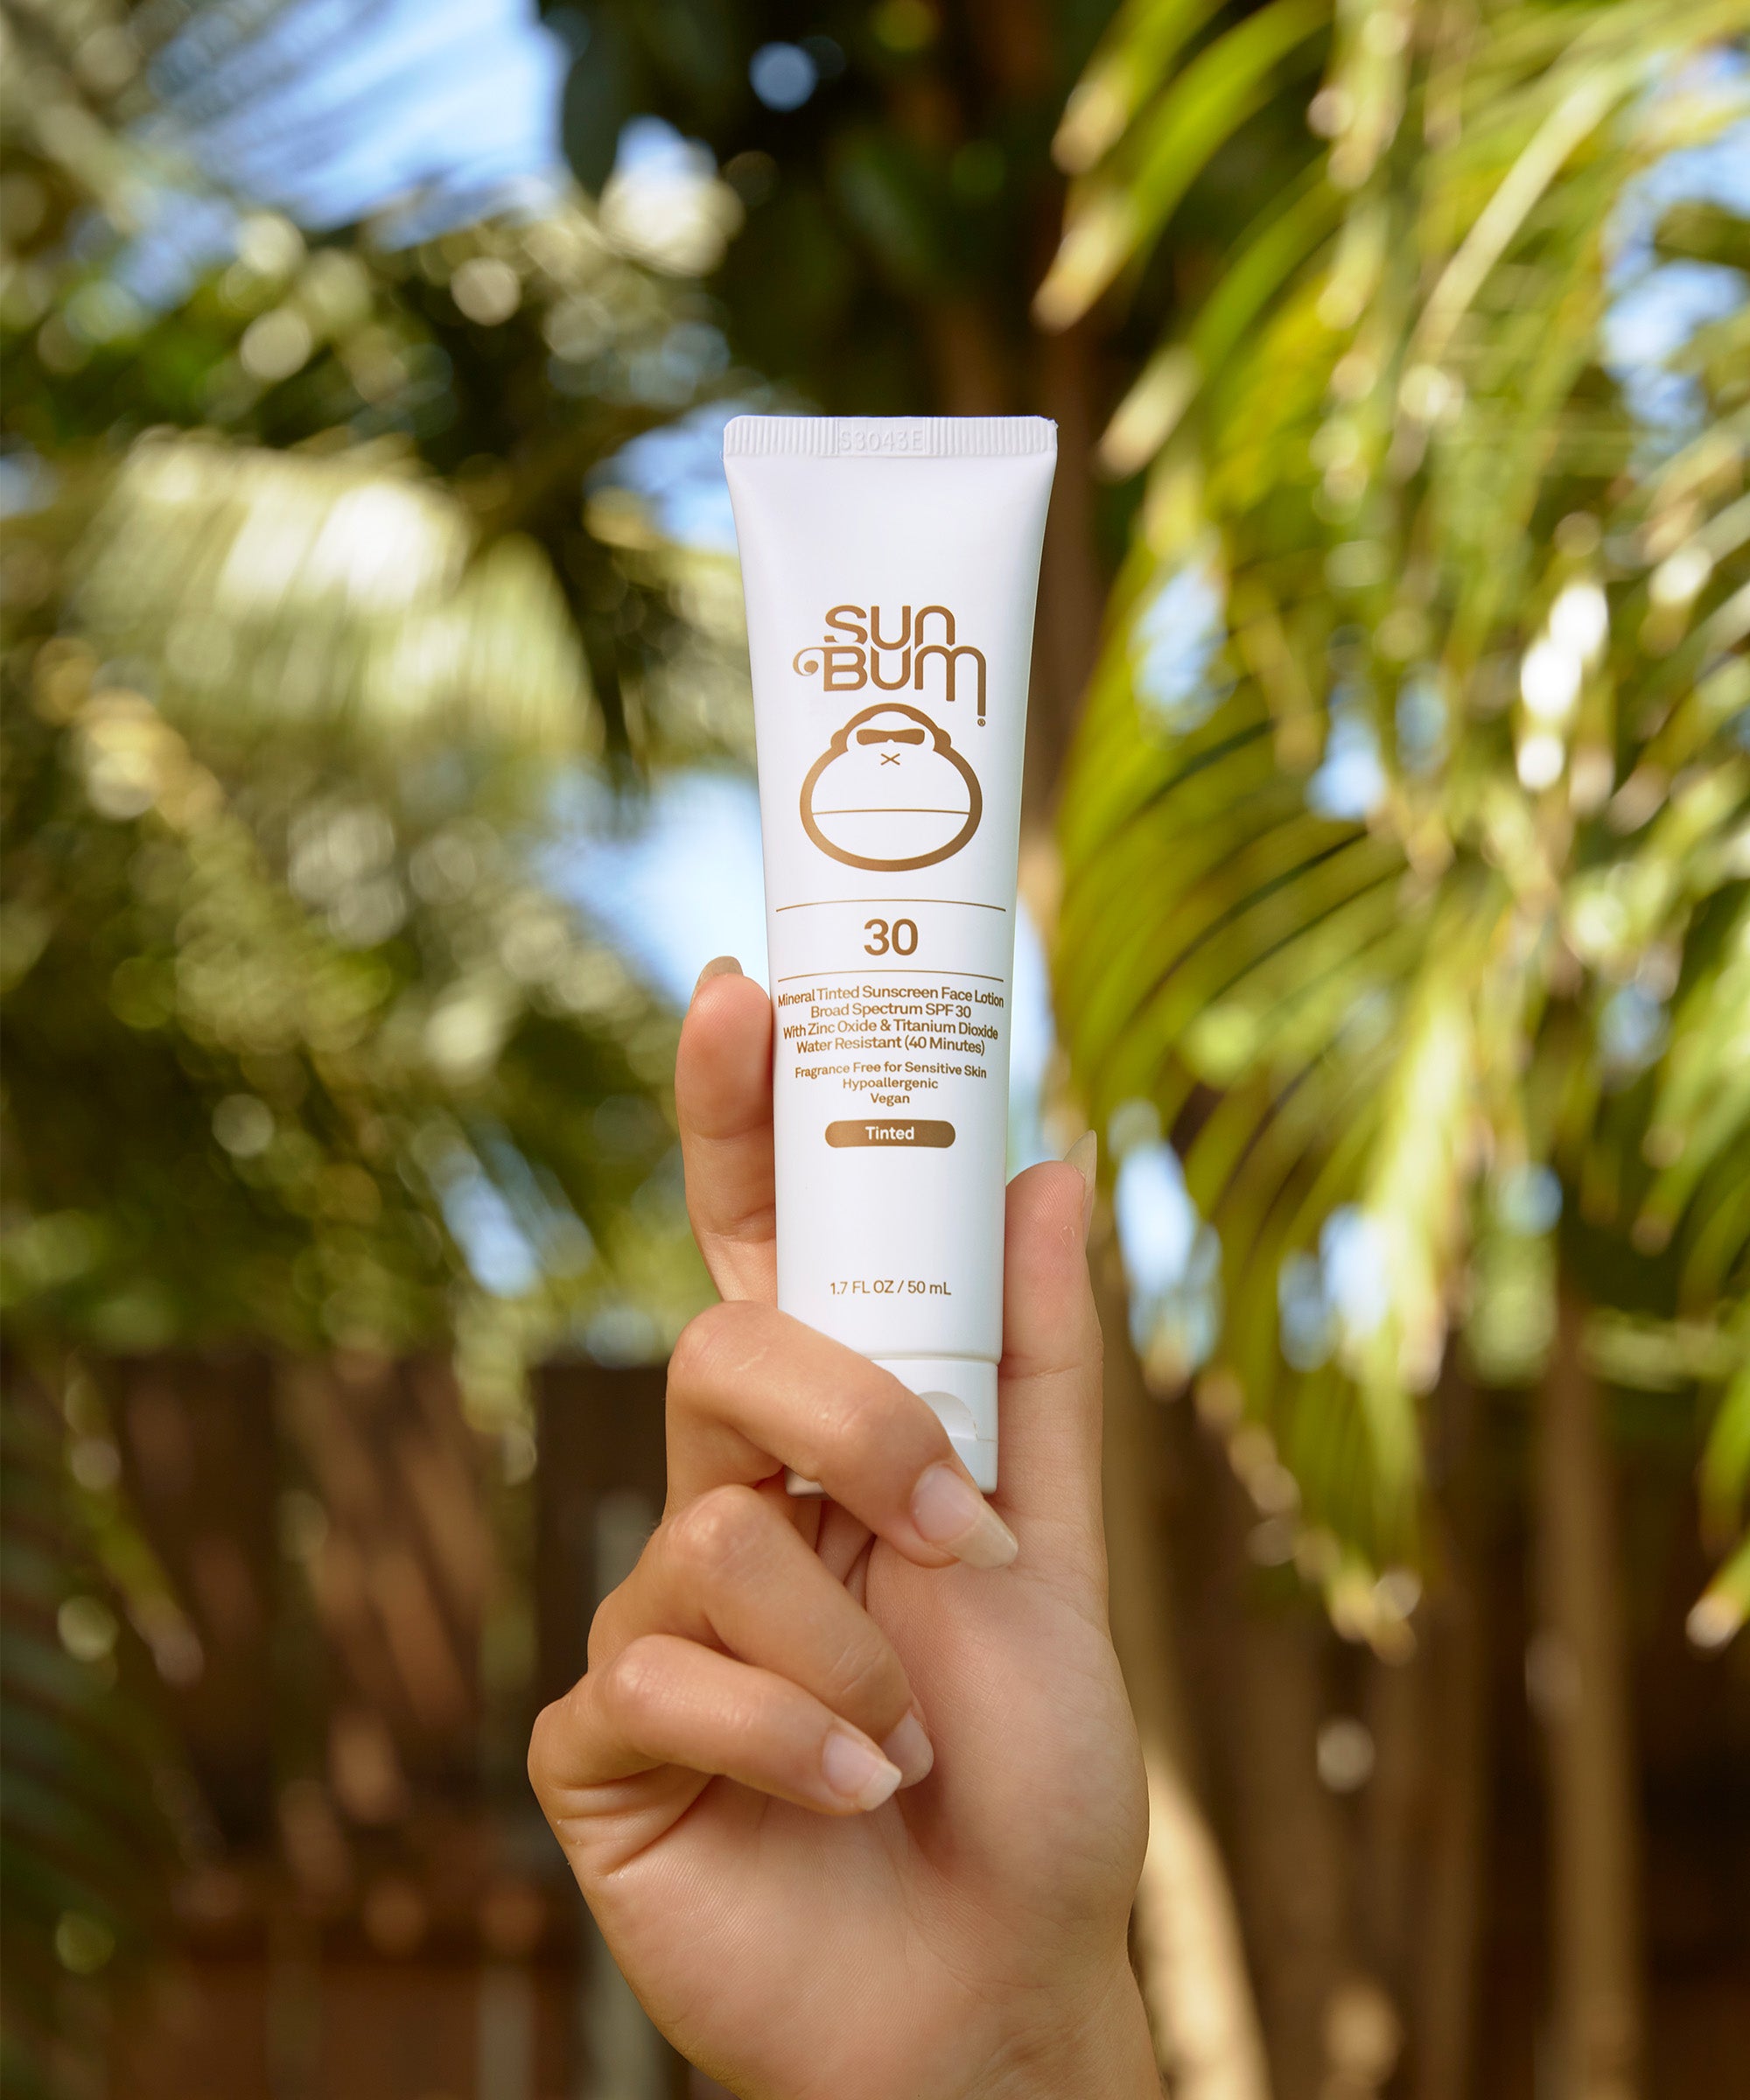 S3043E
sun
Bum®
30
Mineral Tinted Sunscreen Face Lotion
Broad Spectrum SPF 30
With Zinc Oxide & Titanium Dioxide
Water Resistant (40 Minutes)
Fragrance Free for Sensitive Skin
Hypoallergenic
Vegan
Tinted
1.7 FL OZ / 50 mL